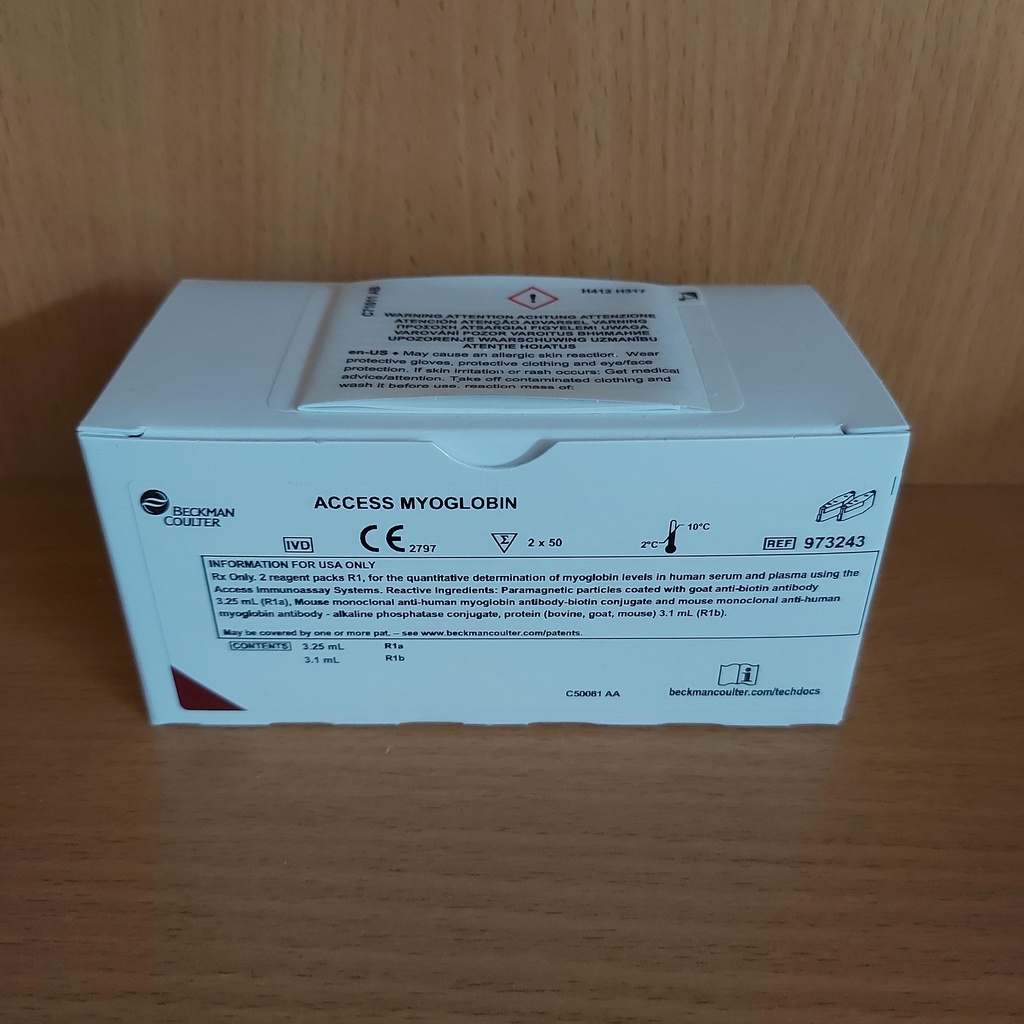 C71011 AB
H412 H317
WARNING ATTENTION ACHTUNG ATTENZIONE
ATENCIÓN ATENÇÃO ADVARSEL VARNING
ΠΡΟΣΟΧΗ ATSARGIAI FIGYELEM! UWAGA
VAROVÁNÍ POZOR VAROITUS ВНИМАНИЕ
UPOZORENJE WAARSCHUWING UZMANĪBU
ATENȚIE HOIATUS
en-US • May cause an allergic skin reaction. Wear
protective gloves, protective clothing and eye/face
protection. If skin irritation or rash occurs: Get medical
advice/attention. Take off contaminated clothing and
wash it before use. reaction mass of:
BECKMAN
COULTER
ACCESS MYOGLOBIN
IVD
CE 2797
Σ 2 x 50
2°C
10°C
REF 973243
INFORMATION FOR USA ONLY
Rx Only. 2 reagent packs R1, for the quantitative determination of myoglobin levels in human serum and plasma using the
Access Immunoassay Systems. Reactive Ingredients: Paramagnetic particles coated with goat anti-biotin antibody
3.25 mL (R1a), Mouse monoclonal anti-human myoglobin antibody-biotin conjugate and mouse monoclonal anti-human
myoglobin antibody - alkaline phosphatase conjugate, protein (bovine, goat, mouse) 3.1 mL (R1b).
May be covered by one or more pat. – see www.beckmancoulter.com/patents.
CONTENTS 3.25 mL R1a
3.1 mL R1b
C50081 AA
beckmancoulter.com/techdocs